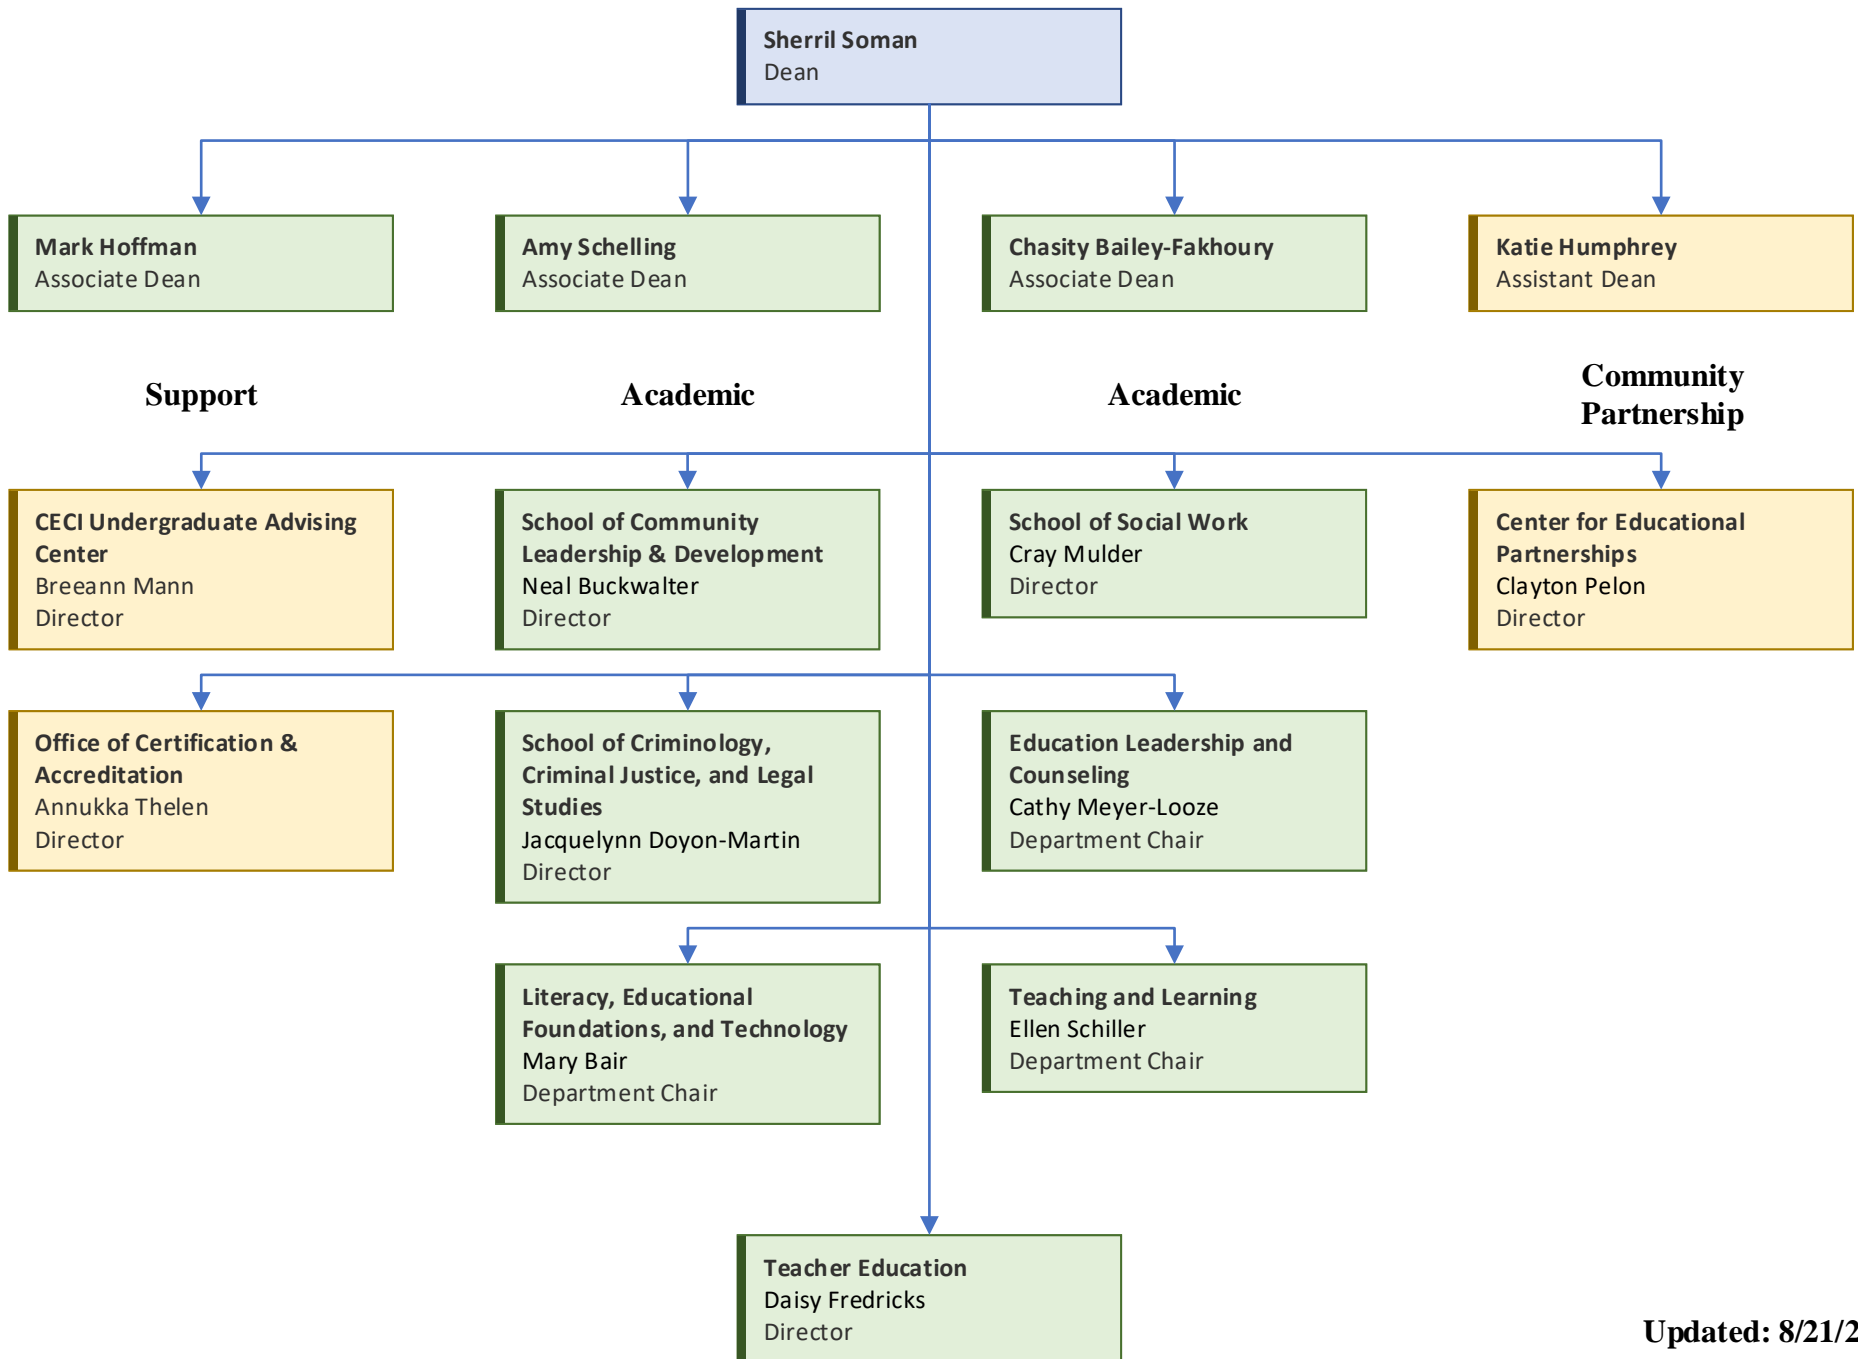 Sherril Soman
Dean
Mark Hoffman
Associate Dean
Amy Schelling
Associate Dean
Chasity Bailey-Fakhoury
Associate Dean
Katie Humphrey
Assistant Dean
Support
Academic
Academic
Community
Partnership
CECI Undergraduate Advising
Center
Breeann Mann
Director
School of Community
Leadership & Development
Neal Buckwalter
Director
School of Social Work
Cray Mulder
Director
Center for Educational
Partnerships
Clayton Pelon
Director
Office of Certification &
Accreditation
Annukka Thelen
Director
School of Criminology,
Criminal Justice, and Legal
Studies
Jacquelynn Doyon-Martin
Director
Education Leadership and
Counseling
Cathy Meyer-Looze
Department Chair
Literacy, Educational
Foundations, and Technology
Mary Bair
Department Chair
Teaching and Learning
Ellen Schiller
Department Chair
Teacher Education
Daisy Fredricks
Director
Updated: 8/21/2